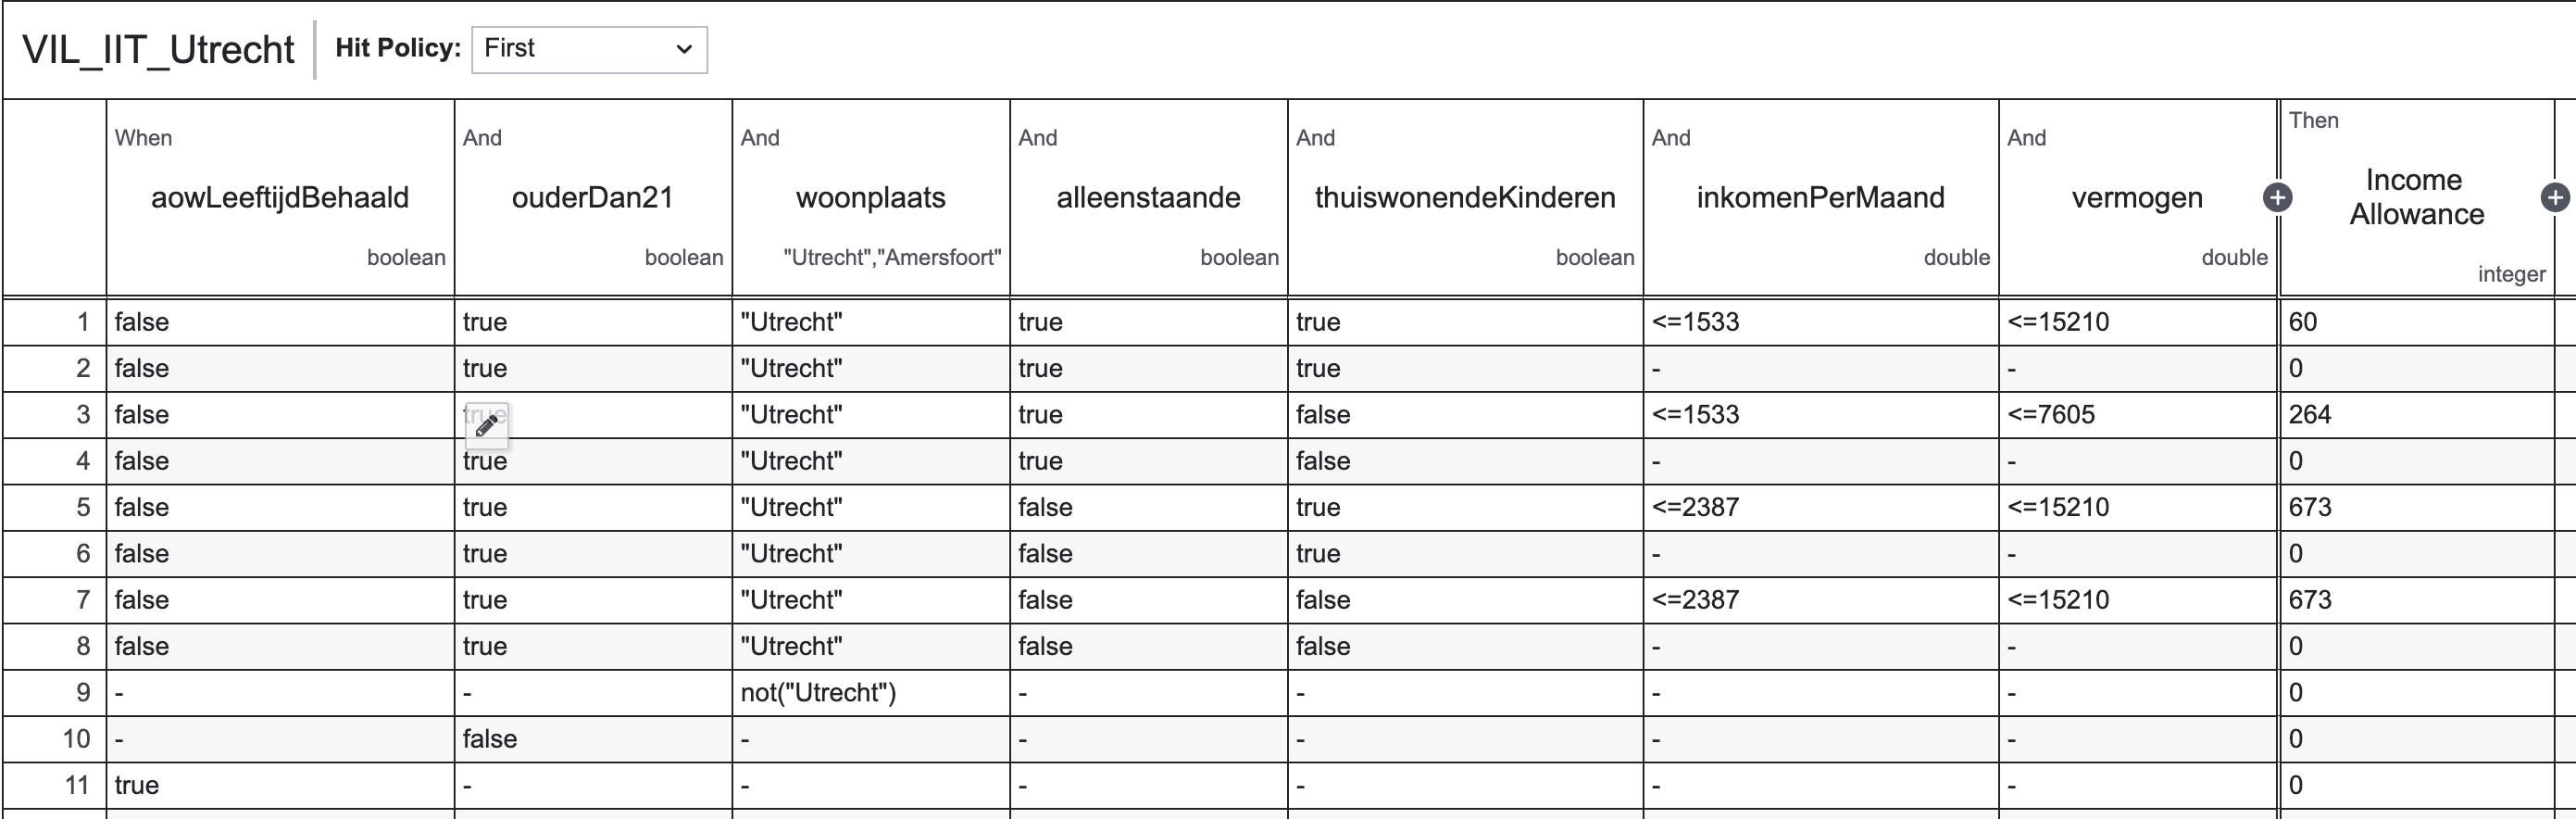 VIL_IIT_Utrecht Hit Policy: First
When And And And And And And Then
aowLeeftijdBehaald ouderDan21 woonplaats alleenstaande thuiswonendeKinderen inkomenPerMaand vermogen Income Allowance
boolean boolean "Utrecht","Amersfoort" boolean boolean double double integer
1 false true "Utrecht" true true <=1533 <=15210 60
2 false true "Utrecht" true true - - 0
3 false true "Utrecht" true false <=1533 <=7605 264
4 false true "Utrecht" true false - - 0
5 false true "Utrecht" false true <=2387 <=15210 673
6 false true "Utrecht" false true - - 0
7 false true "Utrecht" false false <=2387 <=15210 673
8 false true "Utrecht" false false - - 0
9 - - not("Utrecht") - - - - 0
10 - false - - - - - 0
11 true - - - - - - 0